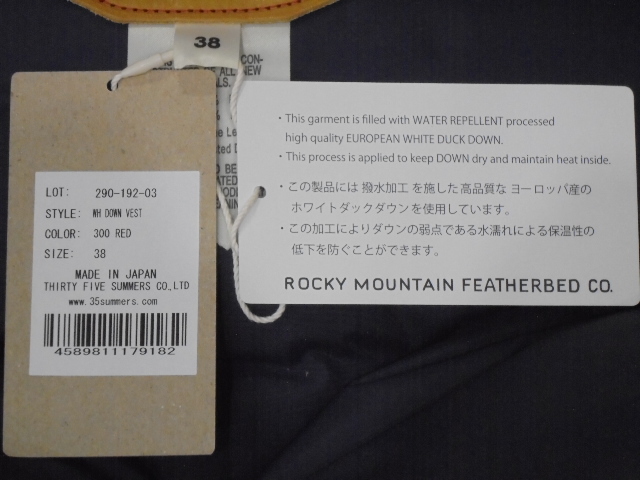 38
CON-
ALL NEW
LS.
LOT: 290-192-03
STYLE: WH DOWN VEST
COLOR: 300 RED
SIZE: 38
MADE IN JAPAN
THIRTY FIVE SUMMERS CO.,LTD
www.35summers.com
4589811179182
・This garment is filled with WATER REPELLENT processed
high quality EUROPEAN WHITE DUCK DOWN.
・This process is applied to keep DOWN dry and maintain heat inside.
・この製品には 撥水加工 を施した 高品質な ヨーロッパ産の
ホワイトダックダウン を使用しています。
・この加工によりダウンの弱点である水濡れによる保温性の
低下を防ぐことができます。
ROCKY MOUNTAIN FEATHERBED CO.